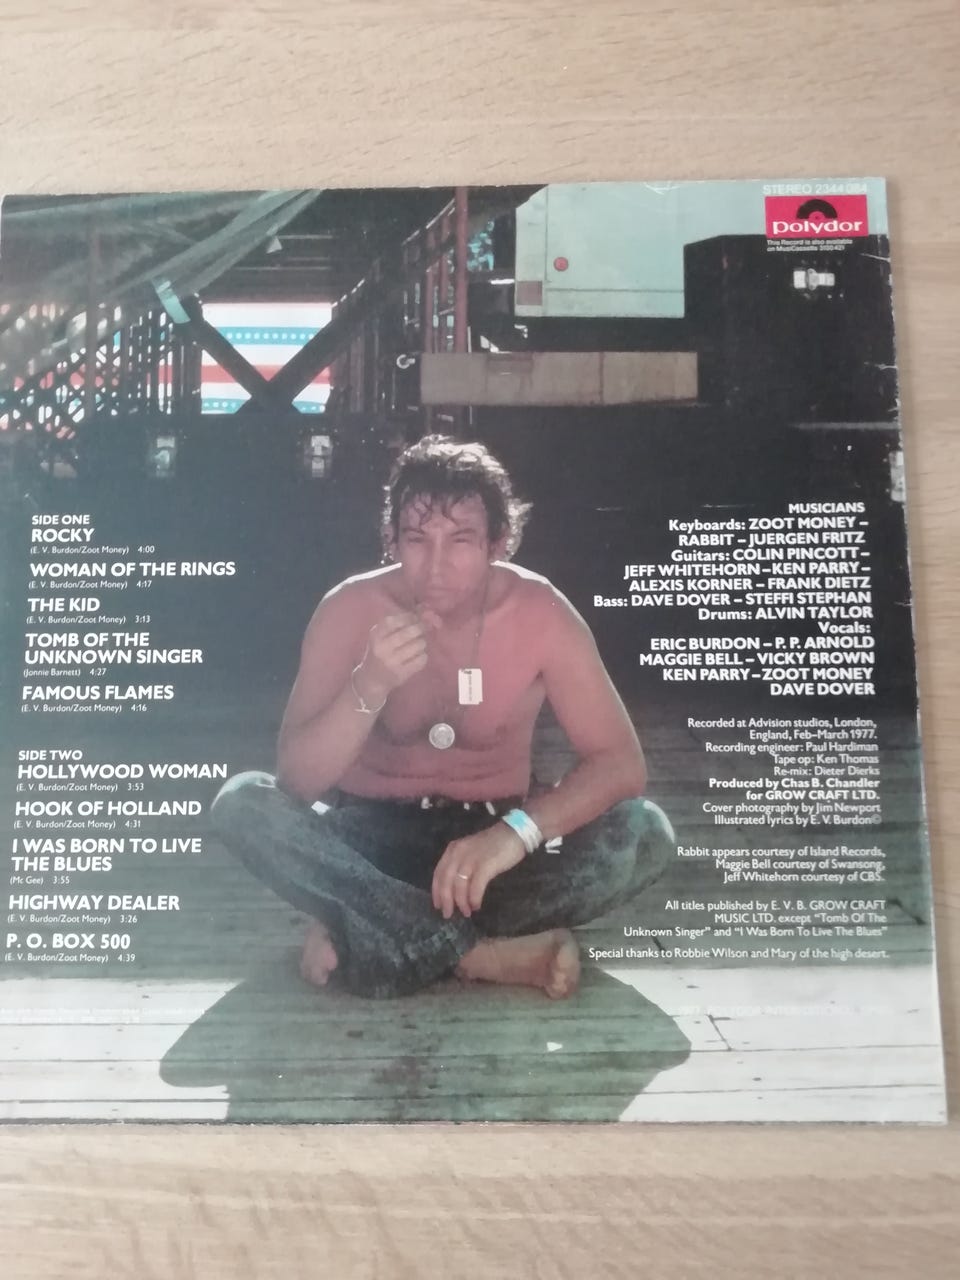 STEREO 2344 084
polydor
This Record is also available
on MusiCassette 3150 421
SIDE ONE
ROCKY
(E. V. Burdon/Zoot Money) 4:00
WOMAN OF THE RINGS
(E. V. Burdon/Zoot Money) 4:17
THE KID
(E. V. Burdon/Zoot Money) 3:13
TOMB OF THE
UNKNOWN SINGER
(Jonnie Barnett) 4:27
FAMOUS FLAMES
(E. V. Burdon/Zoot Money) 4:16
SIDE TWO
HOLLYWOOD WOMAN
(E. V. Burdon/Zoot Money) 3:53
HOOK OF HOLLAND
(E. V. Burdon/Zoot Money) 4:31
I WAS BORN TO LIVE
THE BLUES
(Mc Gee) 3:55
HIGHWAY DEALER
(E. V. Burdon/Zoot Money) 3:26
P. O. BOX 500
(E. V. Burdon/Zoot Money) 4:39
MUSICIANS
Keyboards: ZOOT MONEY –
RABBIT – JUERGEN FRITZ
Guitars: COLIN PINCOTT –
JEFF WHITEHORN – KEN PARRY –
ALEXIS KORNER – FRANK DIETZ
Bass: DAVE DOVER – STEFFI STEPHAN
Drums: ALVIN TAYLOR
Vocals:
ERIC BURDON – P. P. ARNOLD
MAGGIE BELL – VICKY BROWN
KEN PARRY – ZOOT MONEY
DAVE DOVER
Recorded at Advision studios, London,
England, Feb–March 1977.
Recording engineer: Paul Hardiman
Tape op: Ken Thomas
Re-mix: Dieter Dierks
Produced by Chas B. Chandler
for GROW CRAFT LTD.
Cover photography by Jim Newport
Illustrated lyrics by E. V. Burdon©
Rabbit appears courtesy of Island Records,
Maggie Bell courtesy of Swansong,
Jeff Whitehorn courtesy of CBS.
All titles published by E. V. B. GROW CRAFT
MUSIC LTD. except "Tomb Of The
Unknown Singer" and "I Was Born To Live The Blues"
Special thanks to Robbie Wilson and Mary of the high desert.